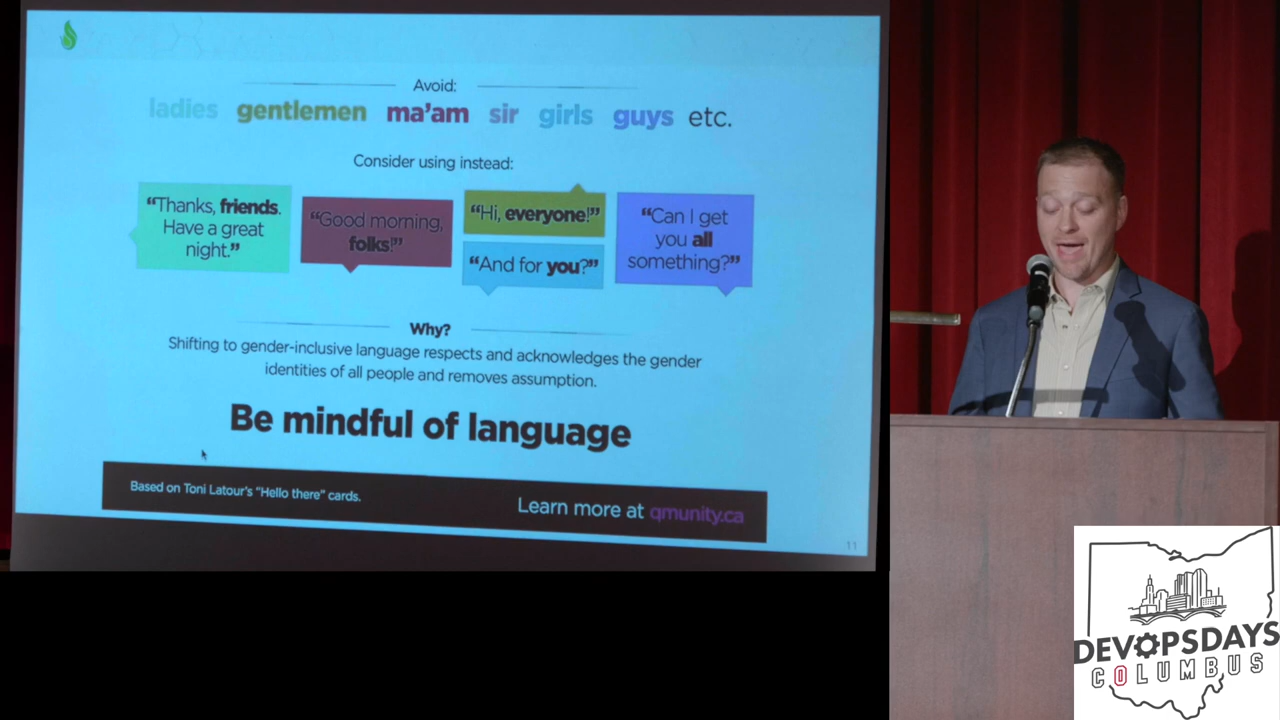 Avoid:
ladies gentlemen ma’am sir girls guys etc.
Consider using instead:
“Thanks, friends.
Have a great
night.”
“Good morning,
folks!”
“Hi, everyone!”
“And for you?”
“Can I get
you all
something?”
Why?
Shifting to gender-inclusive language respects and acknowledges the gender
identities of all people and removes assumption.
Be mindful of language
Based on Toni Latour’s “Hello there” cards.
Learn more at qmunity.ca
11
DEVOPSDAYS
COLUMBUS